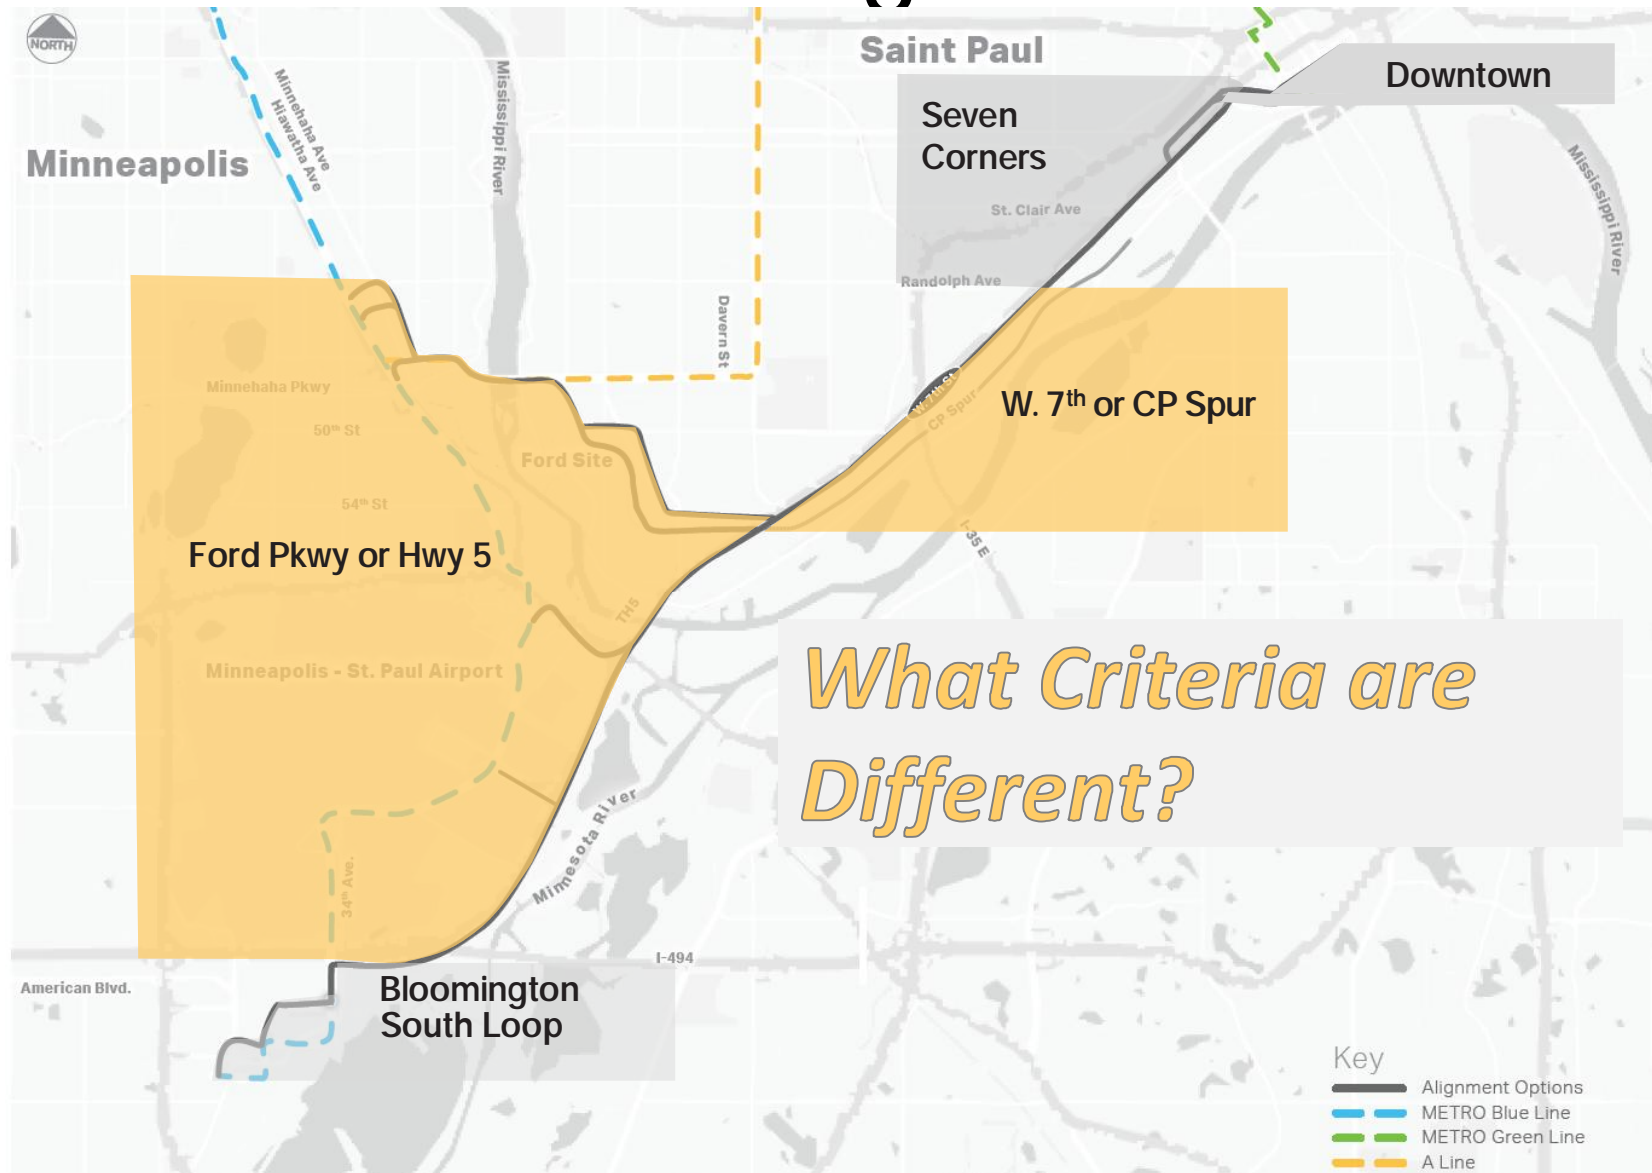 NORTH
Saint Paul
Downtown
Seven
Corners
Minnehaha Ave
Hiawatha Ave
Mississippi River
Minneapolis
Mississippi River
St. Clair Ave
Randolph Ave
Davern St
Minnehaha Pkwy
W. 7th St
CP Spur
W. 7th or CP Spur
50th St
Ford Site
54th St
I-35 E
Ford Pkwy or Hwy 5
TH5
Minneapolis - St. Paul Airport
What Criteria are
Different?
Minnesota River
34th Ave.
I-494
American Blvd.
Bloomington
South Loop
Key
Alignment Options
METRO Blue Line
METRO Green Line
A Line